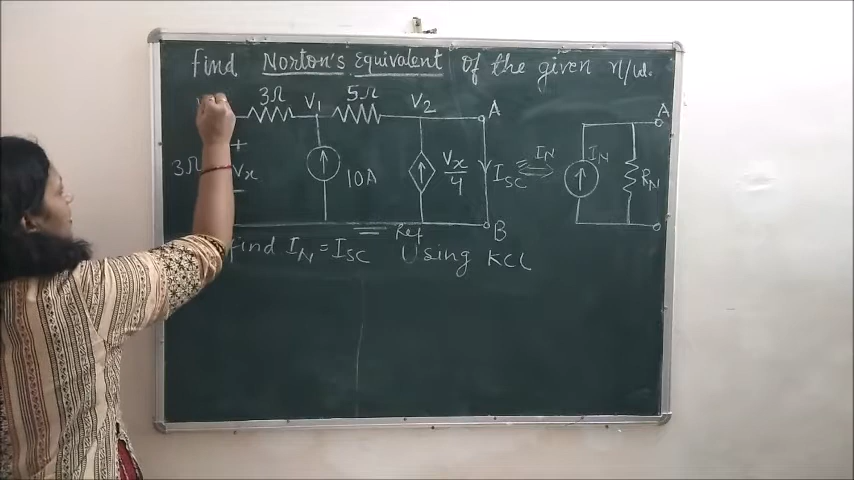 find Norton's Equivalent of the given n/w.
3Ω V1 5Ω V2 A A
3Ω + Vx - 10A Vx/4 ISC IN IN RN
Ref B
find IN = ISC Using KCL